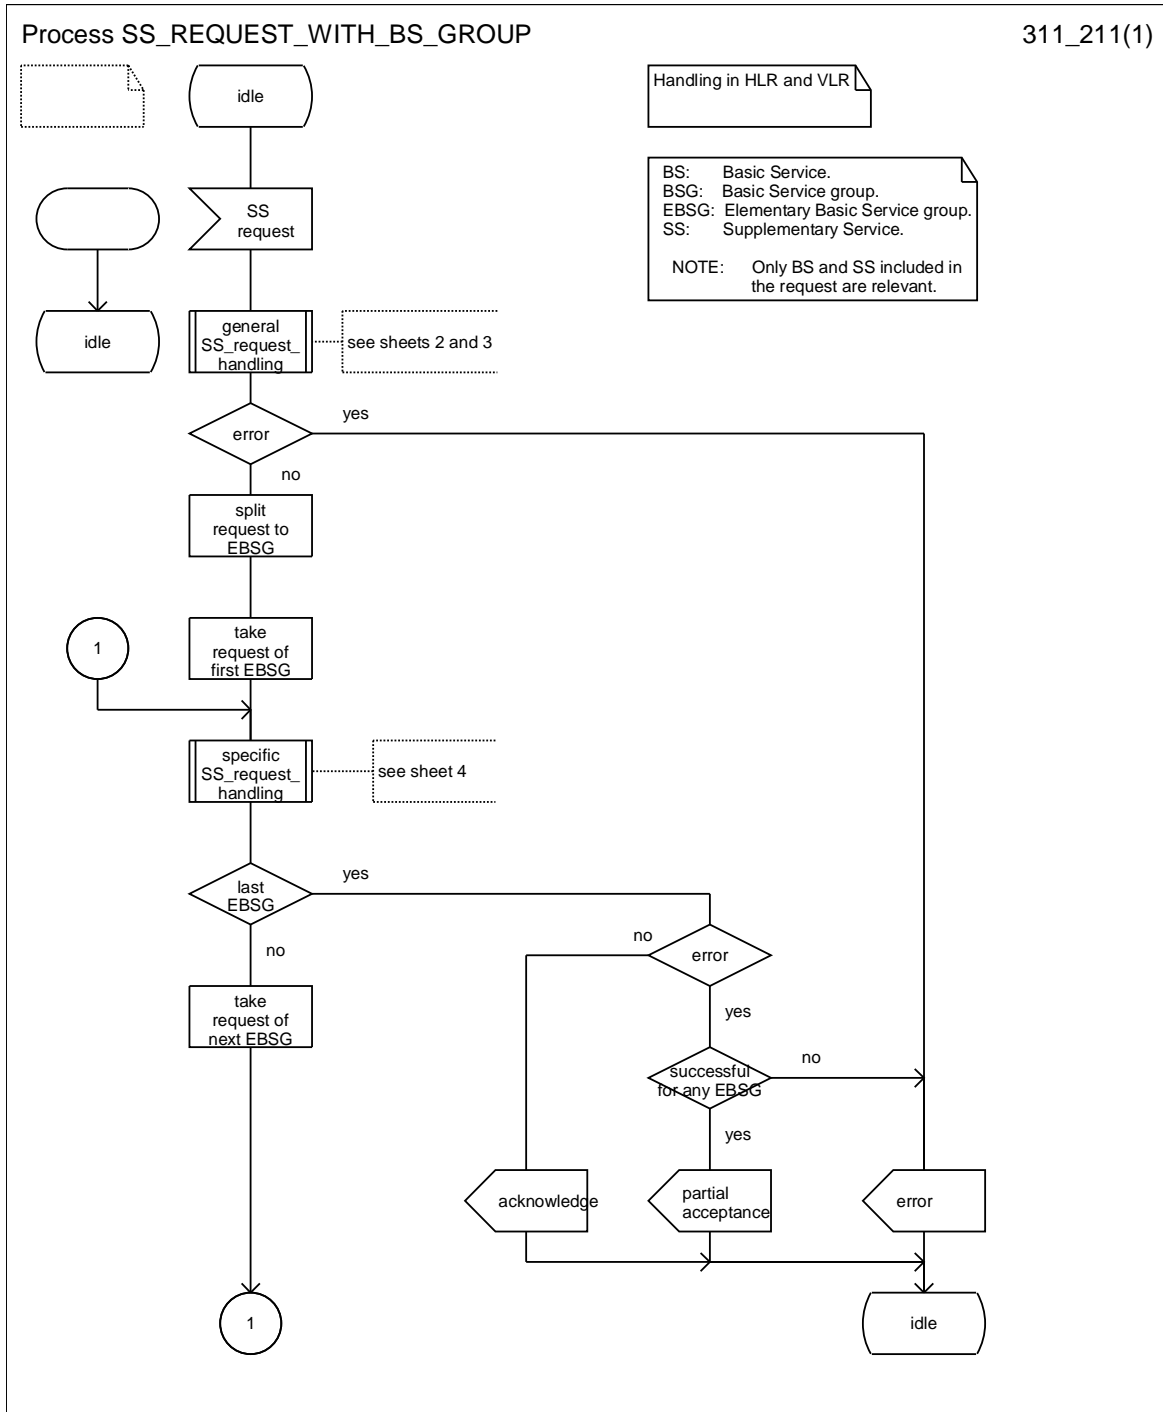 Process SS_REQUEST_WITH_BS_GROUP 311_211(1)
idle
Handling in HLR and VLR
BS: Basic Service.
BSG: Basic Service group.
EBSG: Elementary Basic Service group.
SS: Supplementary Service.
NOTE: Only BS and SS included in
the request are relevant.
SS
request
idle
general
SS_request_
handling
see sheets 2 and 3
error
yes
no
split
request to
EBSG
1
take
request of
first EBSG
specific
SS_request_
handling
see sheet 4
last
EBSG
yes
no
error
no
yes
take
request of
next EBSG
successful
for any EBSG
no
yes
acknowledge
partial
acceptance
error
1
idle